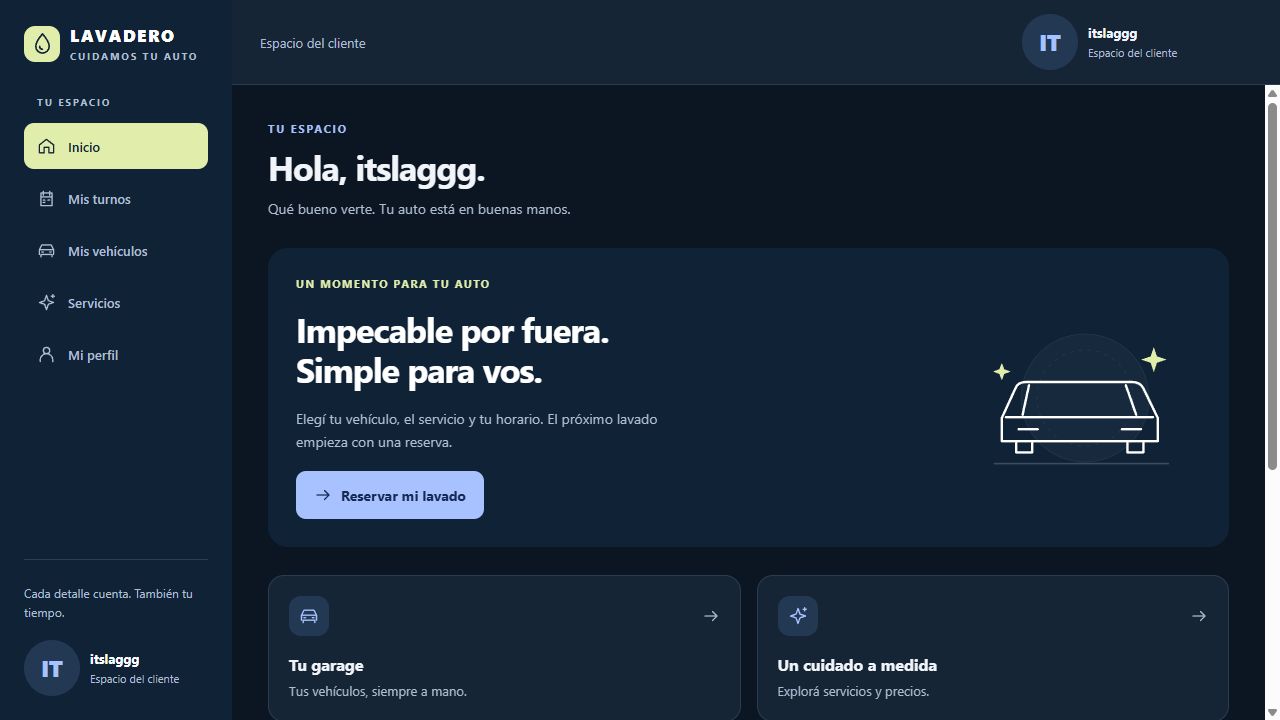 LAVADERO
CUIDAMOS TU AUTO
TU ESPACIO
Inicio
Mis turnos
Mis vehículos
Servicios
Mi perfil
Cada detalle cuenta. También tu
tiempo.
IT
itslaggg
Espacio del cliente
Espacio del cliente
IT
itslaggg
Espacio del cliente
TU ESPACIO
Hola, itslaggg.
Qué bueno verte. Tu auto está en buenas manos.
UN MOMENTO PARA TU AUTO
Impecable por fuera.
Simple para vos.
Elegí tu vehículo, el servicio y tu horario. El próximo lavado
empieza con una reserva.
Reservar mi lavado
Tu garage
Tus vehículos, siempre a mano.
Un cuidado a medida
Explorá servicios y precios.